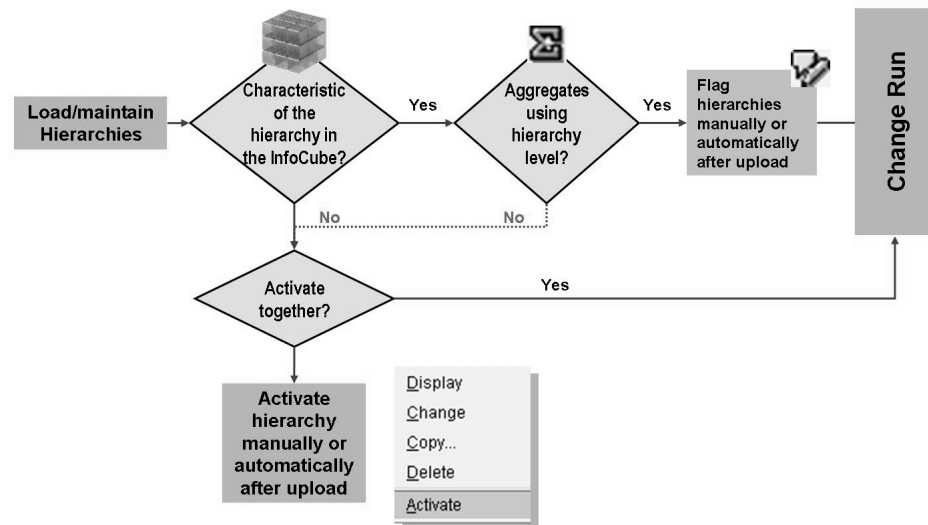 Load/maintain
Hierarchies
Characteristic
of the
hierarchy in
the InfoCube?
Yes
Aggregates
using
hierarchy
level?
Yes
Flag
hierarchies
manually or
automatically
after upload
Change Run
No
No
Activate
together?
Yes
Activate
hierarchy
manually or
automatically
after upload
Display
Change
Copy...
Delete
Activate